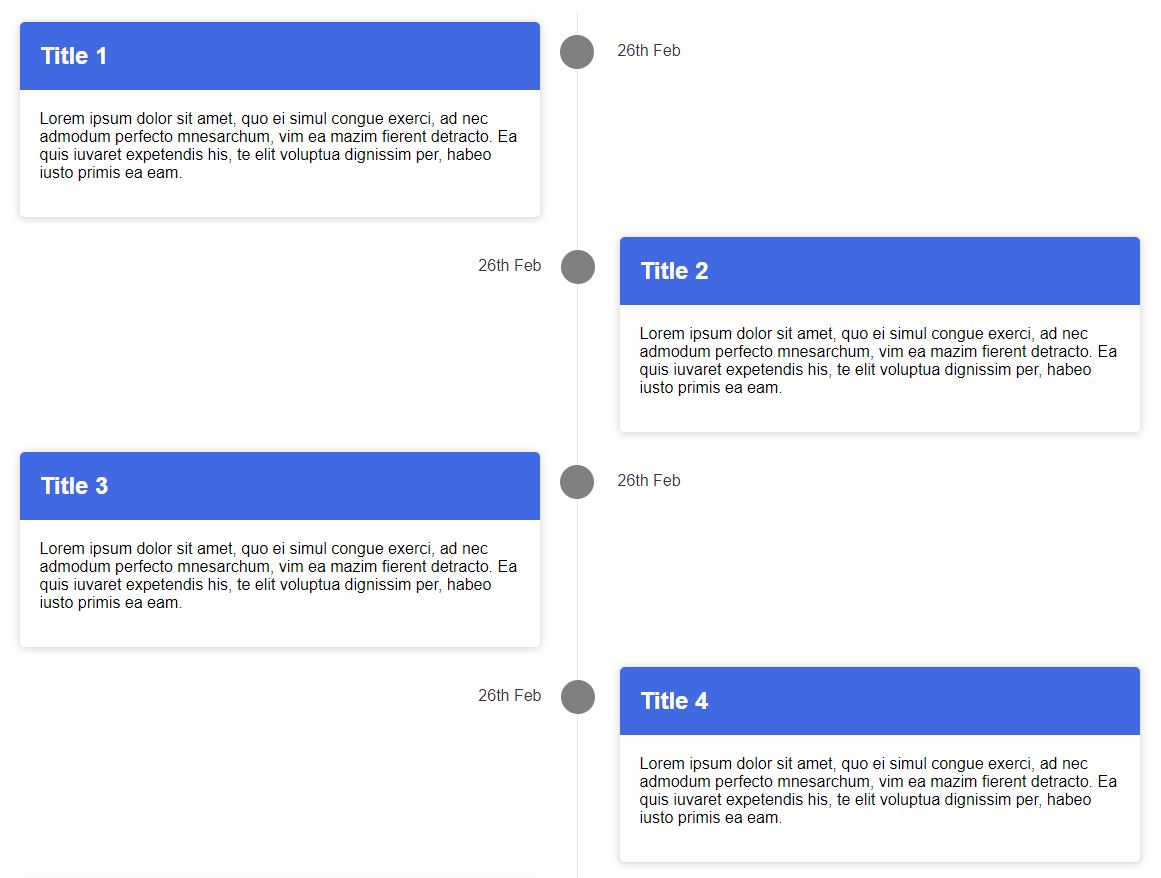 Title 1
26th Feb
Lorem ipsum dolor sit amet, quo ei simul congue exerci, ad nec
admodum perfecto mnesarchum, vim ea mazim fierent detracto. Ea
quis iuvaret expetendis his, te elit voluptua dignissim per, habeo
iusto primis ea eam.
26th Feb
Title 2
Lorem ipsum dolor sit amet, quo ei simul congue exerci, ad nec
admodum perfecto mnesarchum, vim ea mazim fierent detracto. Ea
quis iuvaret expetendis his, te elit voluptua dignissim per, habeo
iusto primis ea eam.
Title 3
26th Feb
Lorem ipsum dolor sit amet, quo ei simul congue exerci, ad nec
admodum perfecto mnesarchum, vim ea mazim fierent detracto. Ea
quis iuvaret expetendis his, te elit voluptua dignissim per, habeo
iusto primis ea eam.
26th Feb
Title 4
Lorem ipsum dolor sit amet, quo ei simul congue exerci, ad nec
admodum perfecto mnesarchum, vim ea mazim fierent detracto. Ea
quis iuvaret expetendis his, te elit voluptua dignissim per, habeo
iusto primis ea eam.